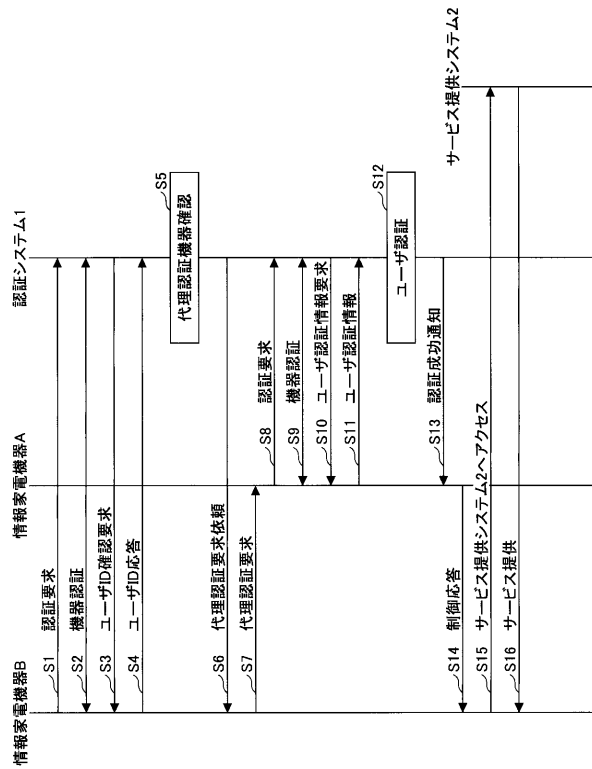 情報家電機器B
情報家電機器A
認証システム1
サービス提供システム2
S1 認証要求
S2 機器認証
S3 ユーザID確認要求
S4 ユーザID応答
S5
代理認証機器確認
S6 代理認証要求依頼
S7 代理認証要求
S8 認証要求
S9 機器認証
S10 ユーザ認証情報要求
S11 ユーザ認証情報
S12
ユーザ認証
S13 認証成功通知
S14 制御応答
S15 サービス提供システム2へアクセス
S16 サービス提供